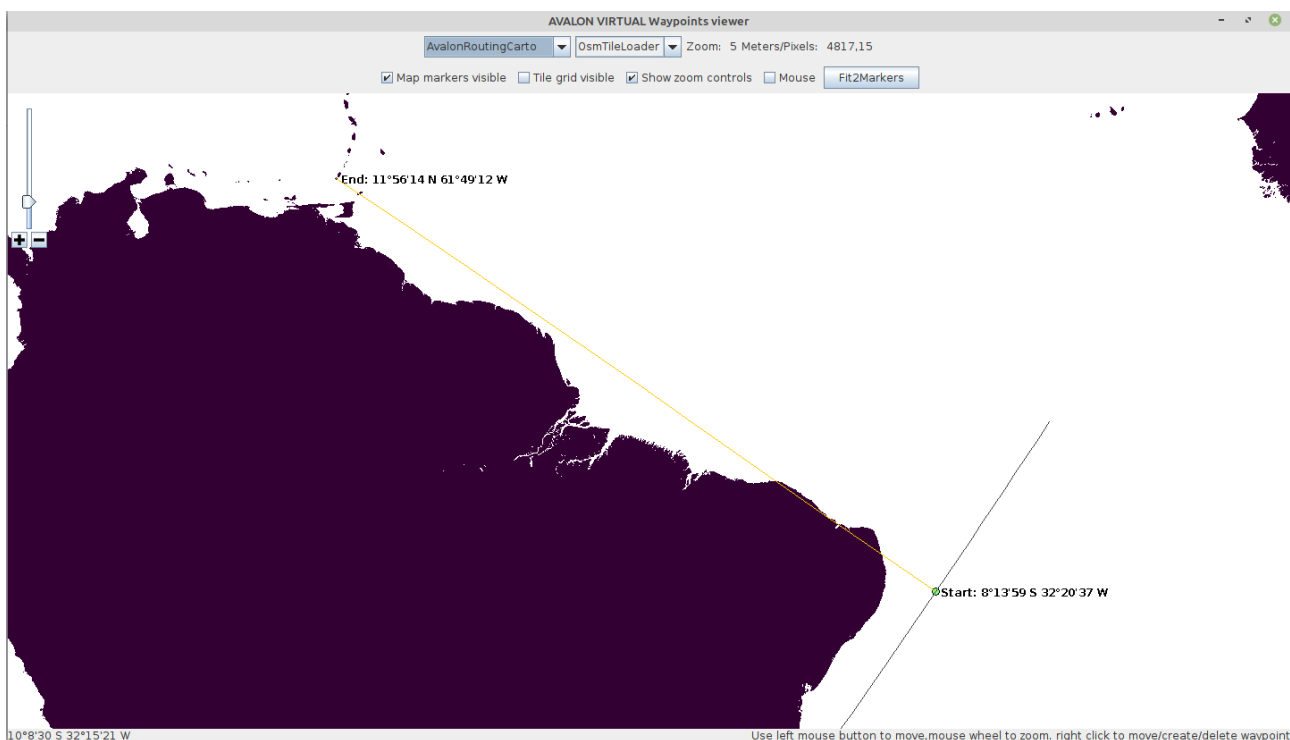 AVALON VIRTUAL Waypoints viewer
AvalonRoutingCarto OsmTileLoader Zoom: 5 Meters/Pixels: 4817,15
Map markers visible Tile grid visible Show zoom controls Mouse Fit2Markers
End: 11°56'14 N 61°49'12 W
Start: 8°13'59 S 32°20'37 W
10°8'30 S 32°15'21 W Use left mouse button to move,mouse wheel to zoom, right click to move/create/delete waypoint